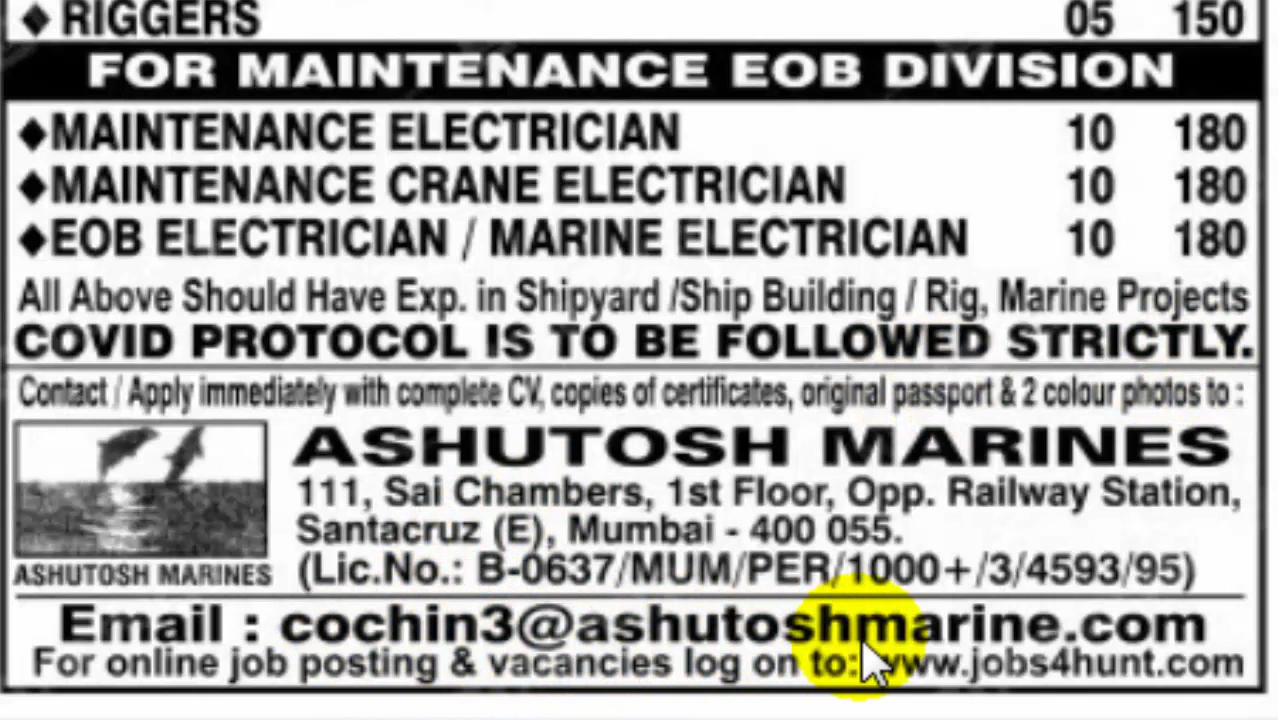 ◆ RIGGERS 05 150
FOR MAINTENANCE EOB DIVISION
◆MAINTENANCE ELECTRICIAN 10 180
◆MAINTENANCE CRANE ELECTRICIAN 10 180
◆EOB ELECTRICIAN / MARINE ELECTRICIAN 10 180
All Above Should Have Exp. in Shipyard /Ship Building / Rig, Marine Projects
COVID PROTOCOL IS TO BE FOLLOWED STRICTLY.
Contact / Apply immediately with complete CV, copies of certificates, original passport & 2 colour photos to :
ASHUTOSH MARINES
111, Sai Chambers, 1st Floor, Opp. Railway Station,
Santacruz (E), Mumbai - 400 055.
(Lic.No.: B-0637/MUM/PER/1000+/3/4593/95)
ASHUTOSH MARINES
Email : cochin3@ashutoshmarine.com
For online job posting & vacancies log on to: www.jobs4hunt.com